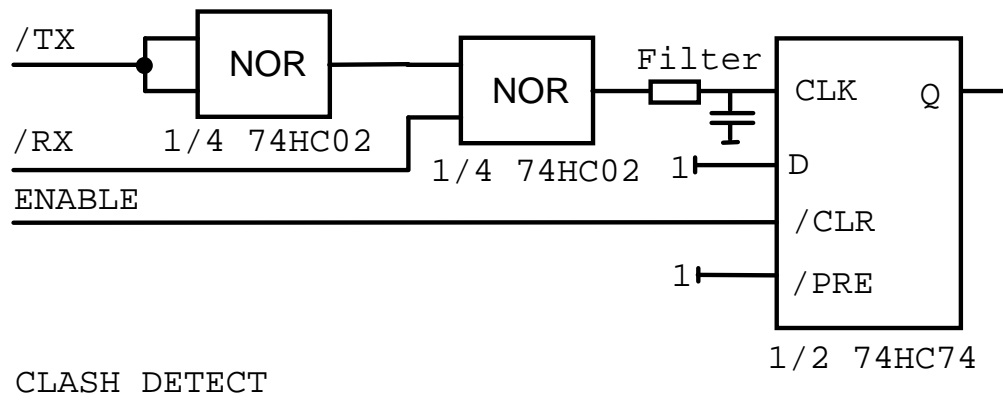 /TX
NOR
1/4 74HC02
/RX
NOR
1/4 74HC02
Filter
ENABLE
CLK
Q
1
D
/CLR
1
/PRE
1/2 74HC74
CLASH DETECT